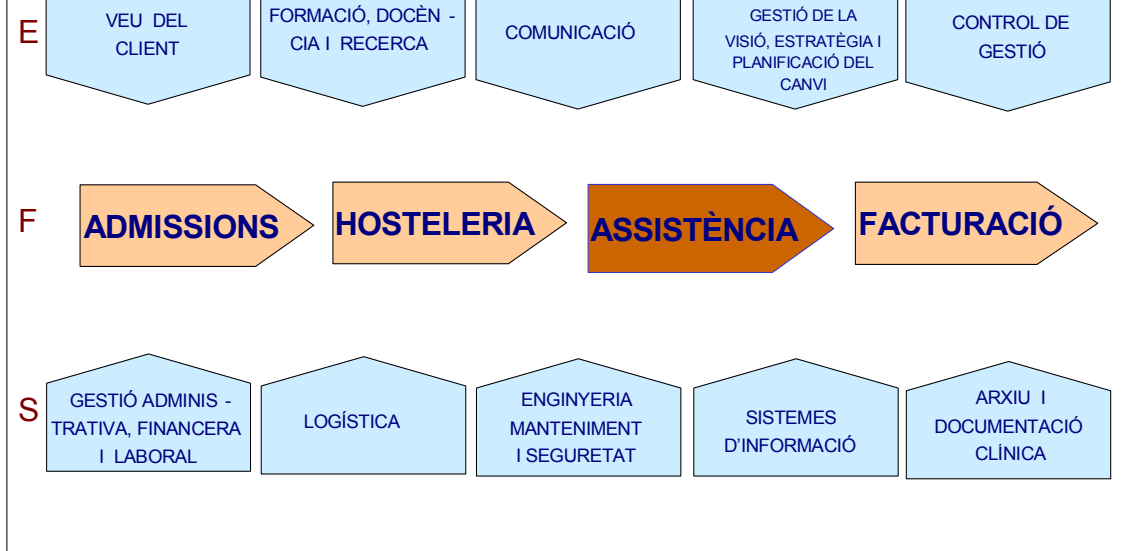 E
VEU DEL
CLIENT
FORMACIÓ, DOCÈN -
CIA I RECERCA
COMUNICACIÓ
GESTIÓ DE LA
VISIÓ, ESTRATÈGIA I
PLANIFICACIÓ DEL
CANVI
CONTROL DE
GESTIÓ
F
ADMISSIONS
HOSTELERIA
ASSISTÈNCIA
FACTURACIÓ
S
GESTIÓ ADMINIS -
TRATIVA, FINANCERA
I LABORAL
LOGÍSTICA
ENGINYERIA
MANTENIMENT
I SEGURETAT
SISTEMES
D'INFORMACIÓ
ARXIU I
DOCUMENTACIÓ
CLÍNICA